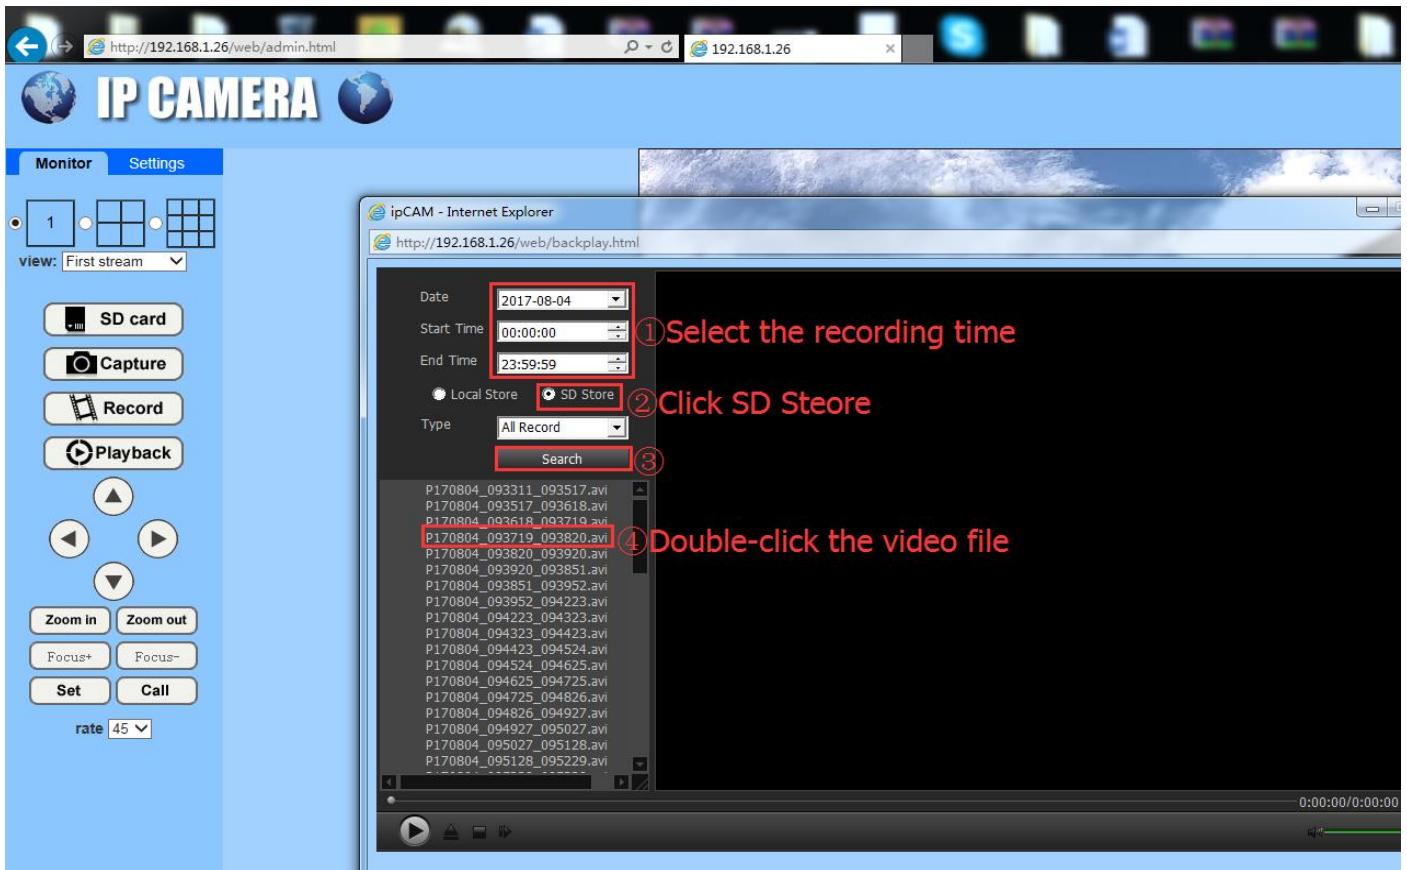 http://192.168.1.26/web/admin.html
192.168.1.26
IP CAMERA
Monitor Settings
1
view: First stream
SD card
Capture
Record
Playback
Zoom in Zoom out
Focus+ Focus-
Set Call
rate 45
ipCAM - Internet Explorer
http://192.168.1.26/web/backplay.html
Date 2017-08-04
Start Time 00:00:00
①Select the recording time
End Time 23:59:59
Local Store SD Store
②Click SD Steore
Type All Record
Search ③
P170804_093311_093517.avi
P170804_093517_093618.avi
P170804_093618_093719.avi
P170804_093719_093820.avi
④Double-click the video file
P170804_093820_093920.avi
P170804_093920_093851.avi
P170804_093851_093952.avi
P170804_093952_094223.avi
P170804_094223_094323.avi
P170804_094323_094423.avi
P170804_094423_094524.avi
P170804_094524_094625.avi
P170804_094625_094725.avi
P170804_094725_094826.avi
P170804_094826_094927.avi
P170804_094927_095027.avi
P170804_095027_095128.avi
P170804_095128_095229.avi
0:00:00/0:00:00